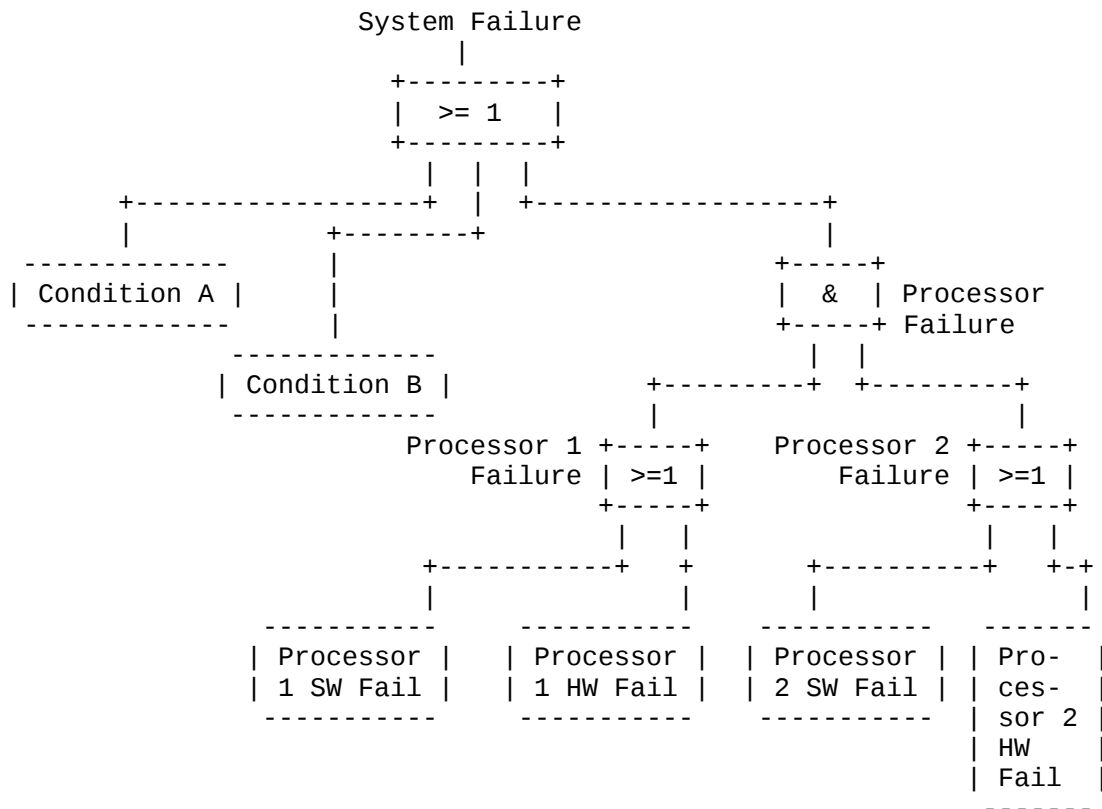 System Failure
>= 1
Condition A
& Processor
Failure
Condition B
Processor 1
Failure
>=1
Processor 2
Failure
>=1
Processor
1 SW Fail
Processor
1 HW Fail
Processor
2 SW Fail
Pro-
ces-
sor 2
HW
Fail